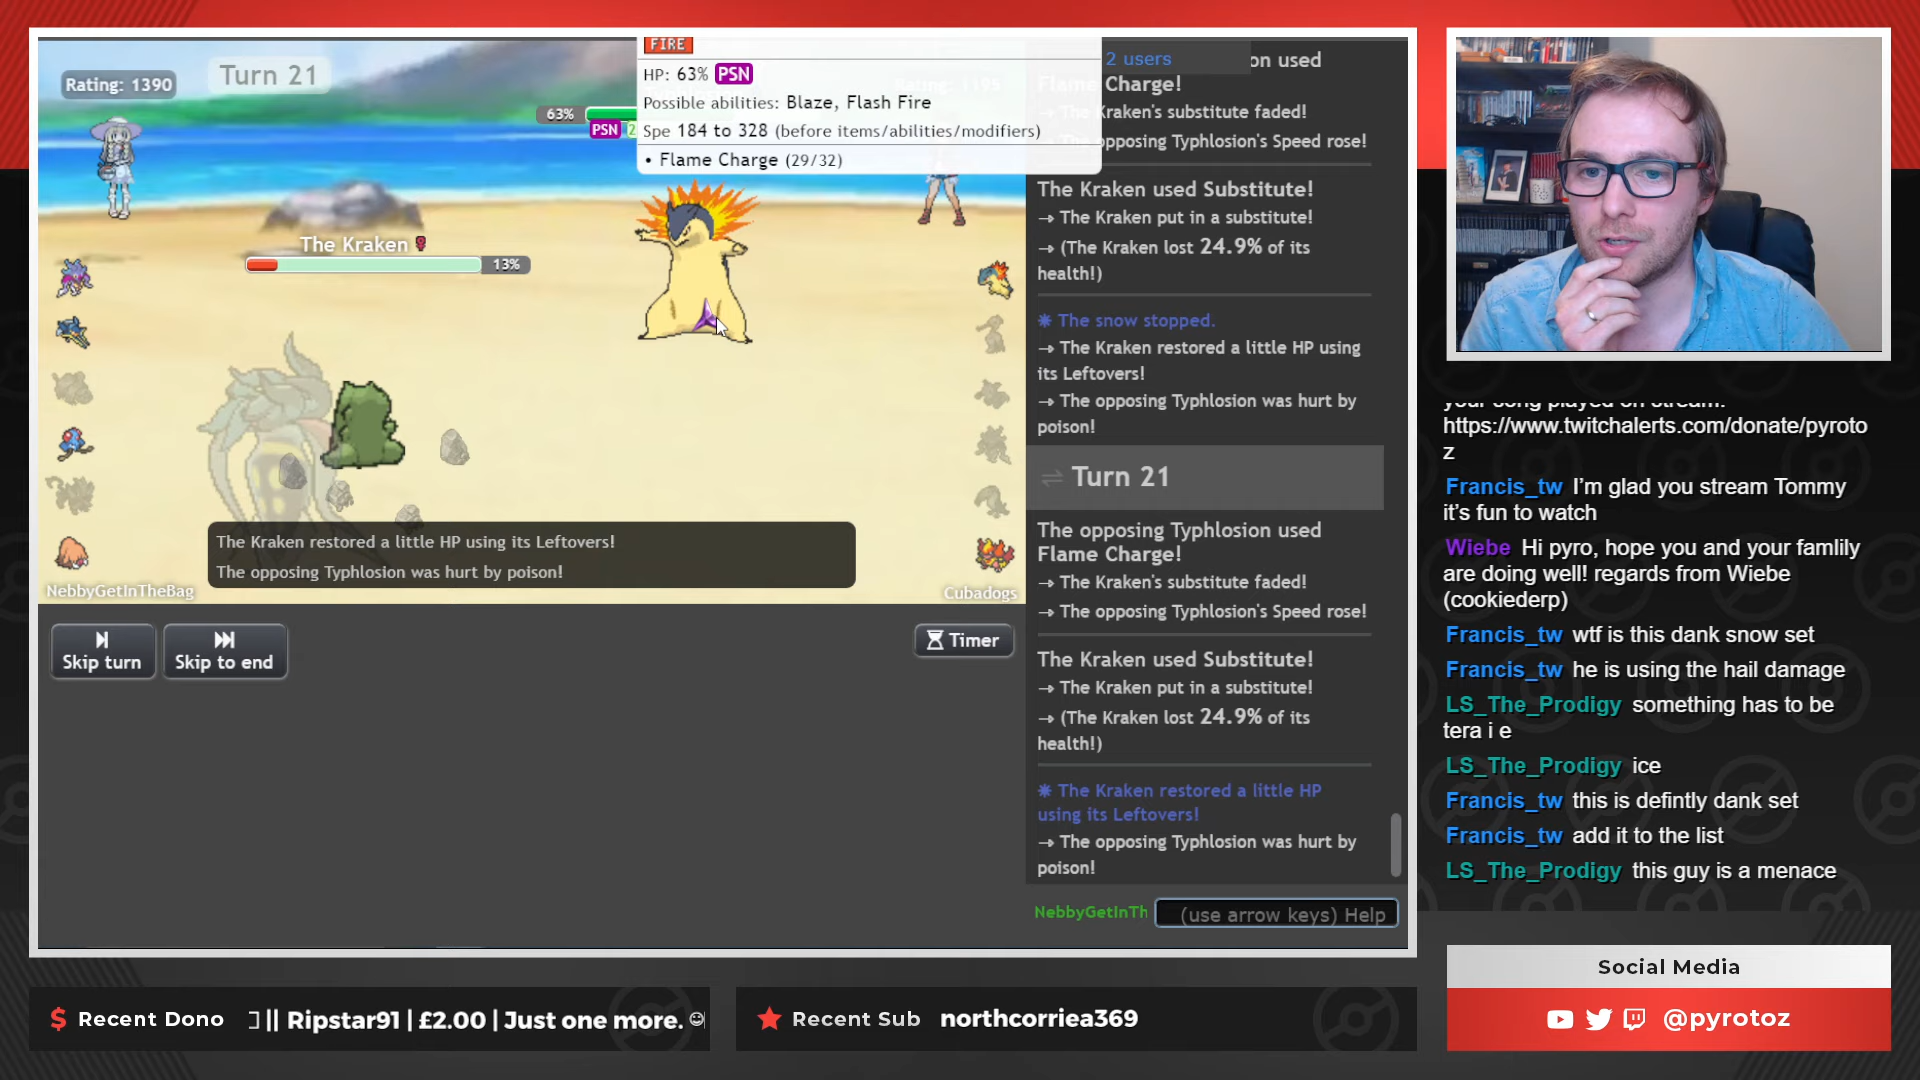 Rating: 1390
Turn 21
63%
PSN
FIRE
HP: 63% PSN
Possible abilities: Blaze, Flash Fire
Spe 184 to 328 (before items/abilities/modifiers)
• Flame Charge (29/32)
The Kraken
13%
The Kraken restored a little HP using its Leftovers!
The opposing Typhlosion was hurt by poison!
NebbyGetInTheBag
Cubadogs
Skip turn
Skip to end
Timer
2 users
on used
Flame Charge!
Kraken's substitute faded!
opposing Typhlosion's Speed rose!
The Kraken used Substitute!
→ The Kraken put in a substitute!
→ (The Kraken lost 24.9% of its
health!)
The snow stopped.
→ The Kraken restored a little HP using
its Leftovers!
→ The opposing Typhlosion was hurt by
poison!
Turn 21
The opposing Typhlosion used
Flame Charge!
→ The Kraken's substitute faded!
→ The opposing Typhlosion's Speed rose!
The Kraken used Substitute!
→ The Kraken put in a substitute!
→ (The Kraken lost 24.9% of its
health!)
The Kraken restored a little HP
using its Leftovers!
→ The opposing Typhlosion was hurt by
poison!
NebbyGetInTh
(use arrow keys) Help
your song played on stream:
https://www.twitchalerts.com/donate/pyroto
z
Francis_tw I'm glad you stream Tommy
it's fun to watch
Wiebe Hi pyro, hope you and your famlily
are doing well! regards from Wiebe
(cookiederp)
Francis_tw wtf is this dank snow set
Francis_tw he is using the hail damage
LS_The_Prodigy something has to be
tera i e
LS_The_Prodigy ice
Francis_tw this is defintly dank set
Francis_tw add it to the list
LS_The_Prodigy this guy is a menace
Social Media
@pyrotoz
$ Recent Dono
|| Ripstar91 | £2.00 | Just one more.
Recent Sub northcorriea369